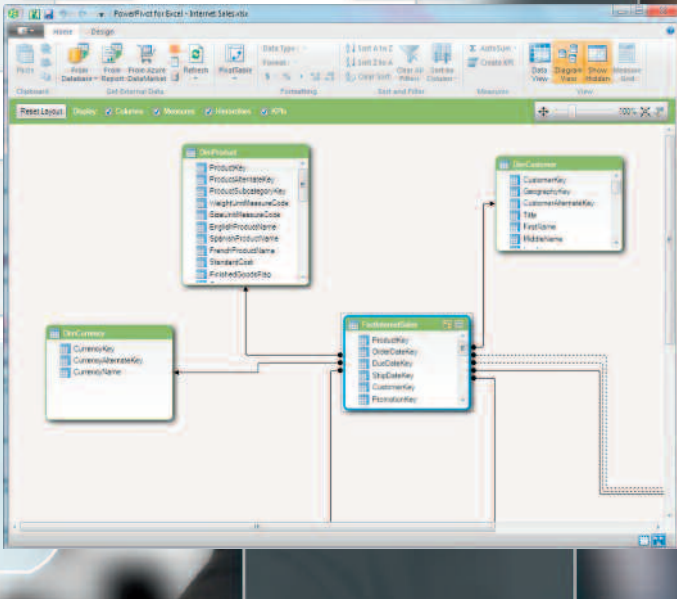 PowerPivot for Excel - Internet Sales.xlsx
Home Design
Paste
From Database
From Report
From Azure DataMarket
Refresh
PivotTable
Data Type :
Format :
$ %
Sort A to Z
Sort Z to A
Clear Sort
Clear All Filters
Sort by Column
AutoSum
Create KPI
Data View
Diagram View
Show Hidden
Measure Grid
Clipboard Get External Data Formatting Sort and Filter Measures View
Reset Layout Display: Columns Measures Hierarchies KPIs 100%
DimProduct
ProductKey
ProductAlternateKey
ProductSubcategoryKey
WeightUnitMeasureCode
SizeUnitMeasureCode
EnglishProductName
SpanishProductName
FrenchProductName
StandardCost
FinishedGoodsFlag
DimCustomer
CustomerKey
GeographyKey
CustomerAlternateKey
Title
FirstName
MiddleName
DimCurrency
CurrencyKey
CurrencyAlternateKey
CurrencyName
FactInternetSales
ProductKey
OrderDateKey
DueDateKey
ShipDateKey
CustomerKey
PromotionKey